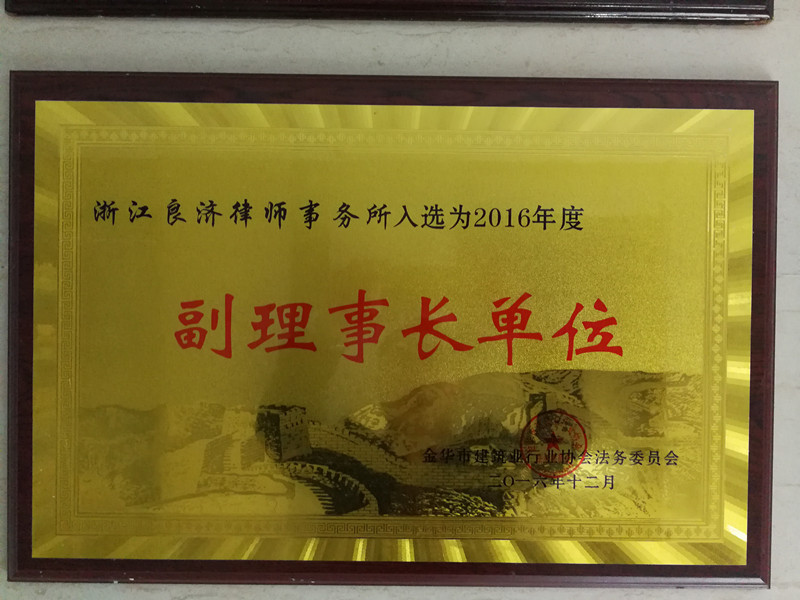 浙江良济律师事务所入选为2016年度
副理事长单位
金华市建筑业行业协会法务委员会
二〇一六年十二月